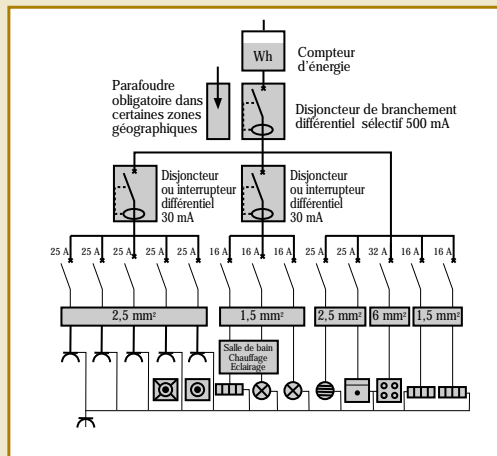 Wh
Compteur
d'énergie
Parafoudre
obligatoire dans
certaines zones
géographiques
Disjoncteur de branchement
différentiel sélectif 500 mA
Disjoncteur
ou interrupteur
différentiel
30 mA
Disjoncteur
ou interrupteur
différentiel
30 mA
25 A 25 A 25 A 25 A 25 A 16 A 16 A 16 A 25 A 25 A 32 A 16 A 16 A
2,5 mm² 1,5 mm² 2,5 mm² 6 mm² 1,5 mm²
Salle de bain
Chauffage
Eclairage